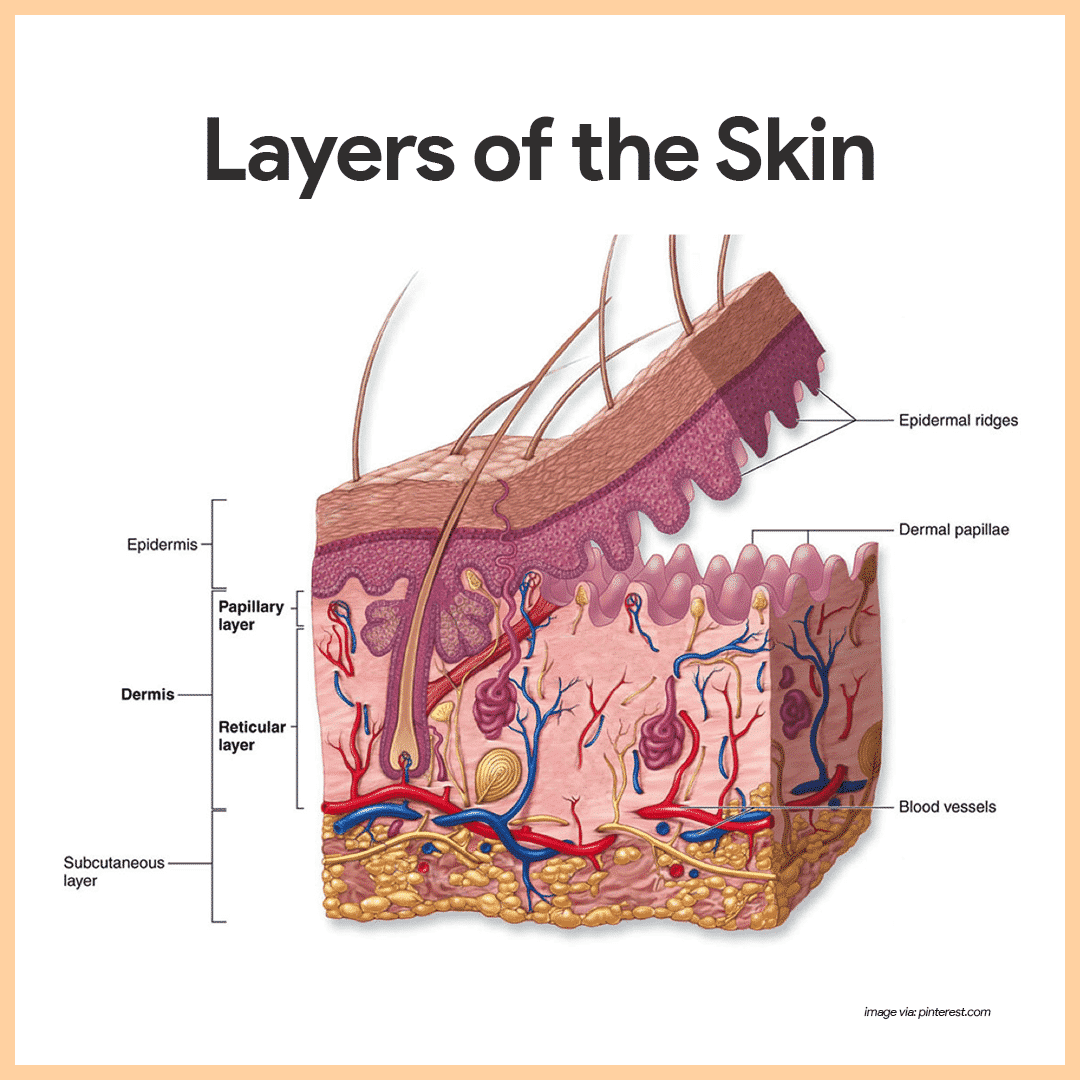 Layers of the Skin
Epidermal ridges
Dermal papillae
Epidermis
Papillary
layer
Dermis
Reticular
layer
Blood vessels
Subcutaneous
layer
image via: pinterest.com